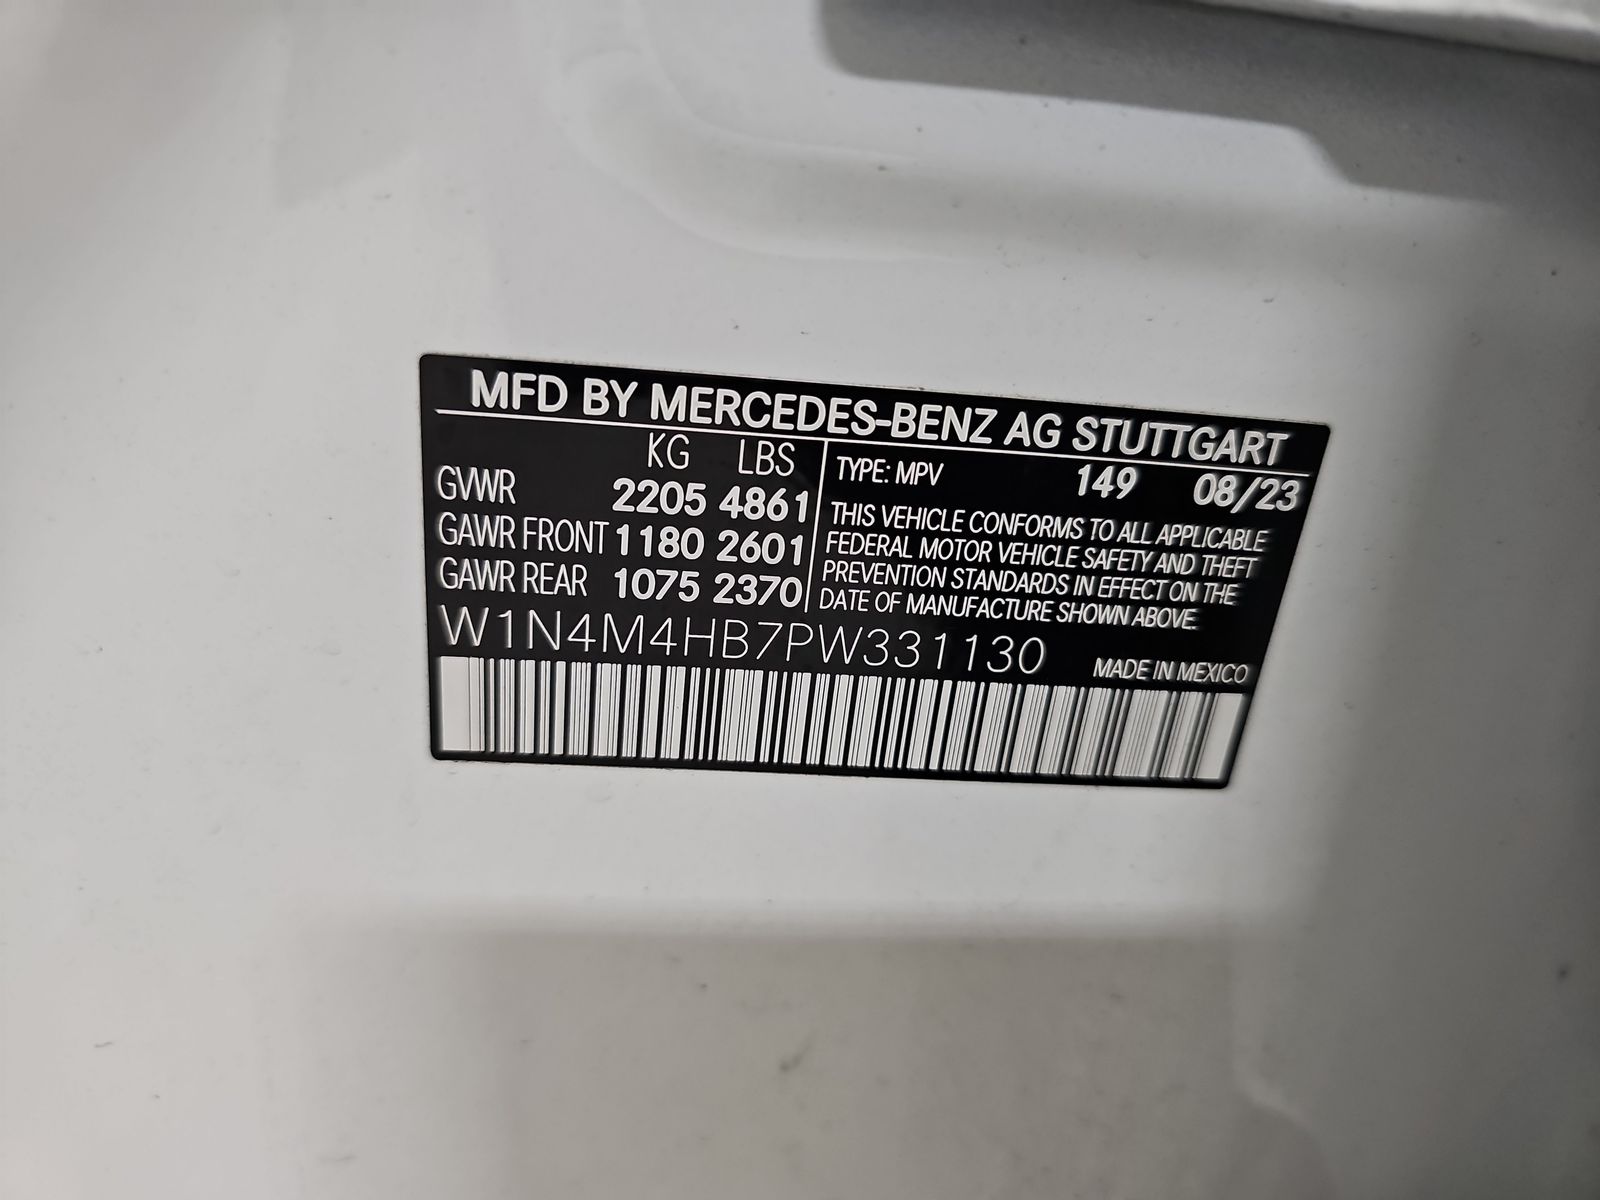 MFD BY MERCEDES-BENZ AG STUTTGART
KG LBS
GVWR 2205 4861
GAWR FRONT 1180 2601
GAWR REAR 1075 2370
TYPE: MPV 149 08/23
THIS VEHICLE CONFORMS TO ALL APPLICABLE
FEDERAL MOTOR VEHICLE SAFETY AND THEFT
PREVENTION STANDARDS IN EFFECT ON THE
DATE OF MANUFACTURE SHOWN ABOVE.
W1N4M4HB7PW331130
MADE IN MEXICO